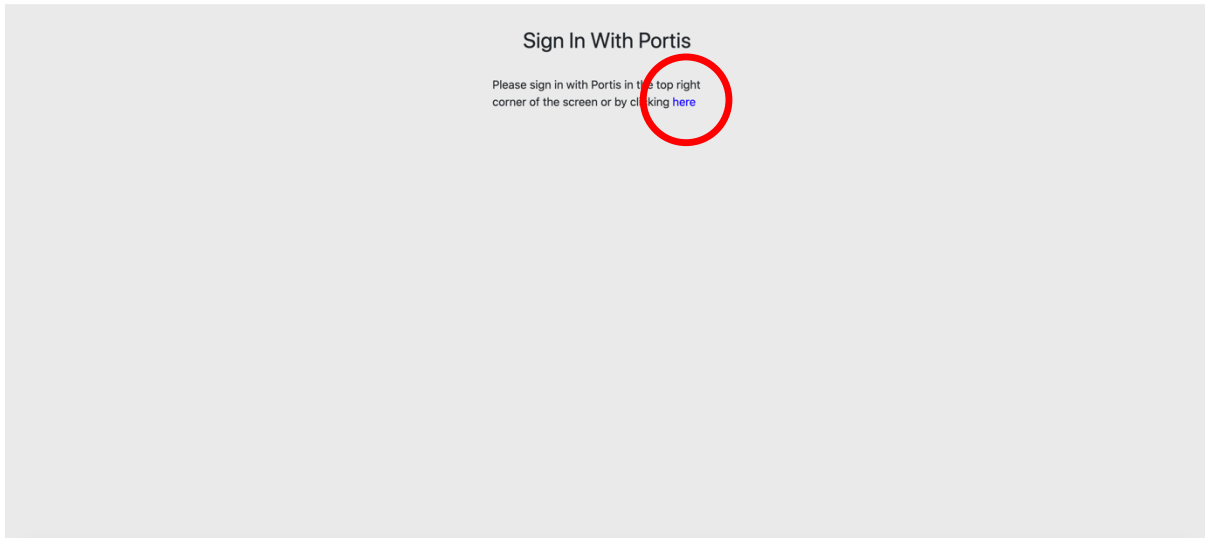 Sign In With Portis
Please sign in with Portis in the top right
corner of the screen or by clicking here